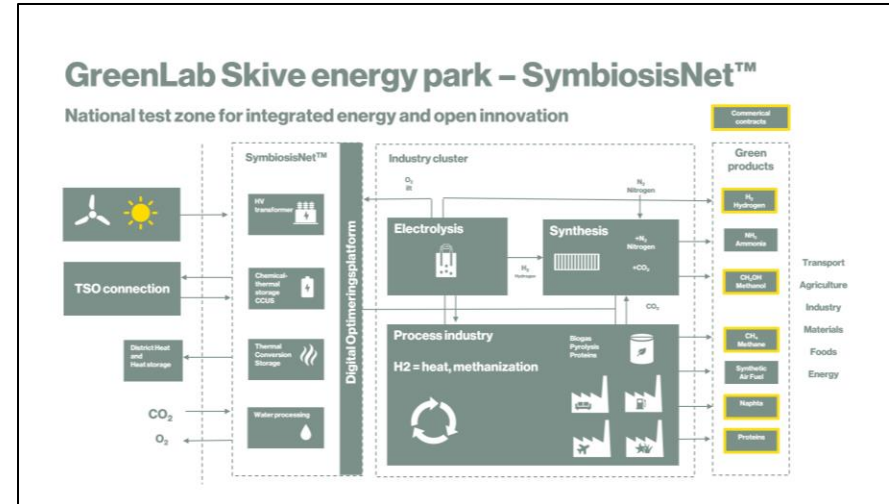 GreenLab Skive energy park – SymbiosisNet™
National test zone for integrated energy and open innovation
Commerical
contracts
SymbiosisNet™
HV
transformer
Chemical-
thermal
storage
CCUS
Thermal
Conversion
Storage
Water processing
TSO connection
District Heat
and
Heat storage
CO₂
O₂
Digital Optimeringsplatform
Industry cluster
O₂
Ilt
N₂
Nitrogen
Electrolysis
H₂
Hydrogen
Synthesis
+N₂
Nitrogen
+CO₂
CO₂
Process industry
H2 = heat, methanization
Biogas
Pyrolysis
Proteins
Green
products
H₂
Hydrogen
NH₃
Ammonia
CH₃OH
Methanol
CH₄
Methane
Synthetic
Air Fuel
Naphta
Proteins
Transport
Agriculture
Industry
Materials
Foods
Energy